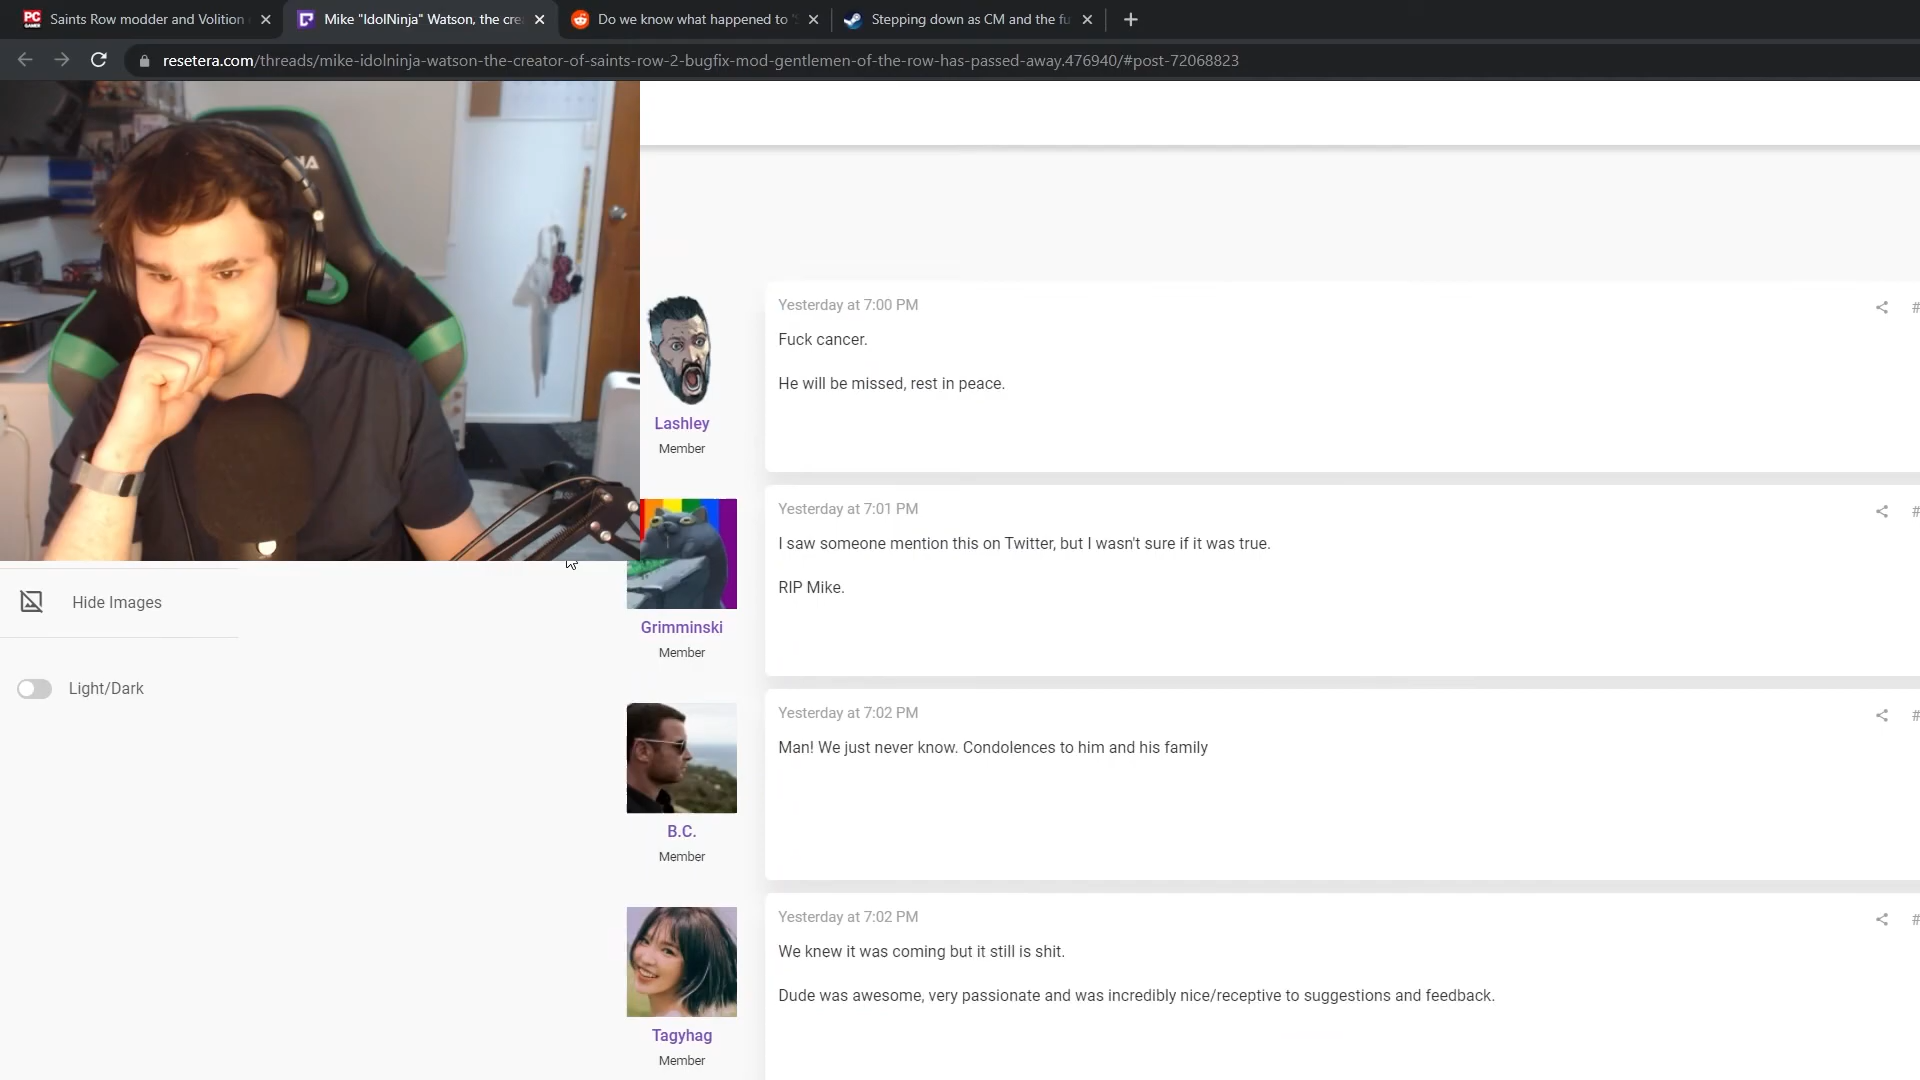 PC GAMER
Saints Row modder and Volition
Mike "IdolNinja" Watson, the cre
Do we know what happened to
Stepping down as CM and the fu
resetera.com/threads/mike-idolninja-watson-the-creator-of-saints-row-2-bugfix-mod-gentlemen-of-the-row-has-passed-away.476940/#post-72068823
Yesterday at 7:00 PM
#
Fuck cancer.
He will be missed, rest in peace.
Lashley
Member
Yesterday at 7:01 PM
#
I saw someone mention this on Twitter, but I wasn't sure if it was true.
RIP Mike.
Grimminski
Member
Hide Images
Light/Dark
Yesterday at 7:02 PM
#
Man! We just never know. Condolences to him and his family
B.C.
Member
Yesterday at 7:02 PM
#
We knew it was coming but it still is shit.
Dude was awesome, very passionate and was incredibly nice/receptive to suggestions and feedback.
Tagyhag
Member